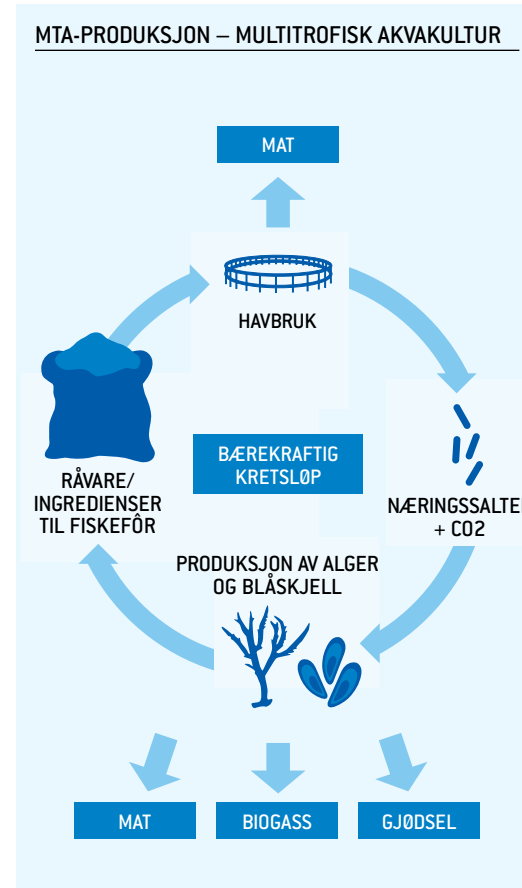 MTA-PRODUKSJON – MULTITROFISK AKVAKULTUR
MAT
HAVBRUK
RÅVARE/
INGREDIENSER
TIL FISKEFÔR
BÆREKRAFTIG
KRETSLØP
NÆRINGSSALTER
+ CO2
PRODUKSJON AV ALGER
OG BLÅSKJELL
MAT
BIOGASS
GJØDSEL